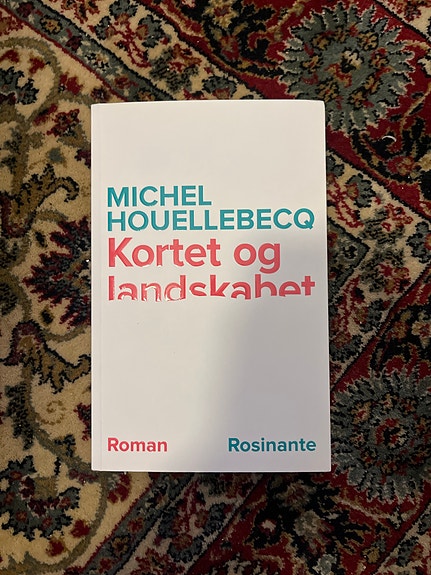 MICHEL
HOUELLEBECQ
Kortet og
landskabet
Roman
Rosinante